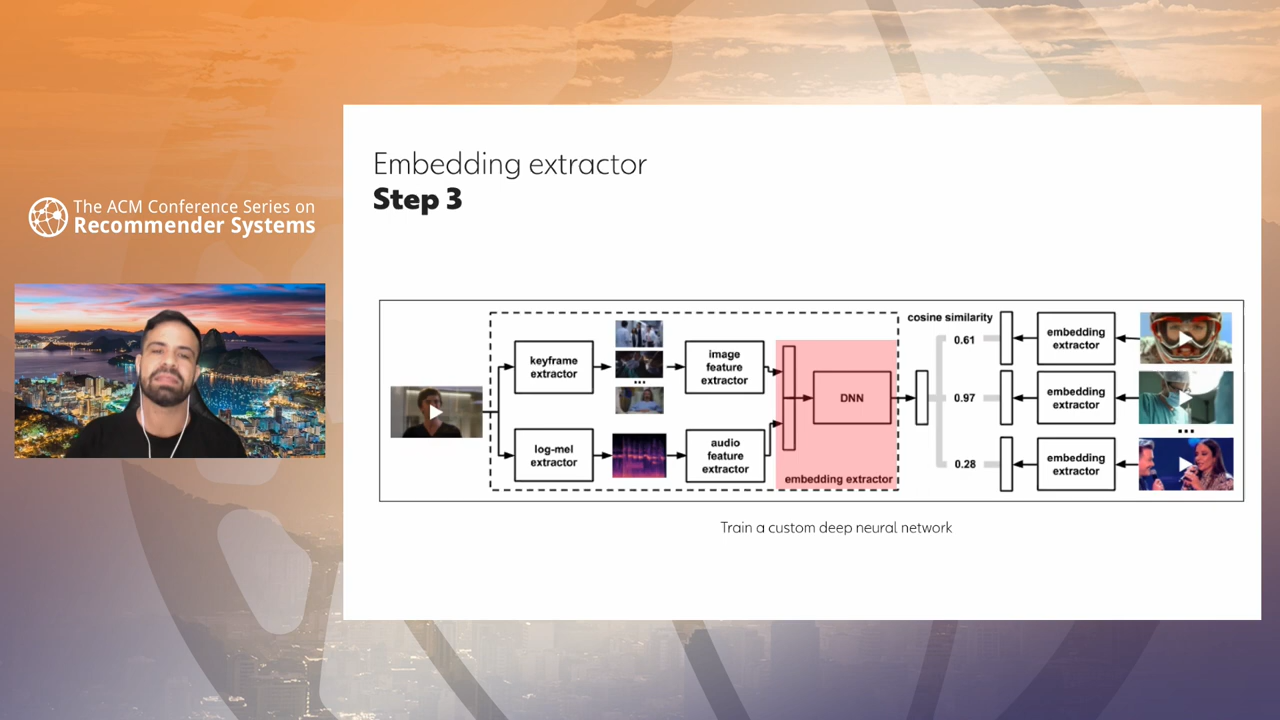 The ACM Conference Series on
Recommender Systems
Embedding extractor
Step 3
keyframe
extractor
...
image
feature
extractor
log-mel
extractor
audio
feature
extractor
DNN
embedding extractor
cosine similarity
0.61
0.97
0.28
embedding
extractor
embedding
extractor
...
embedding
extractor
Train a custom deep neural network